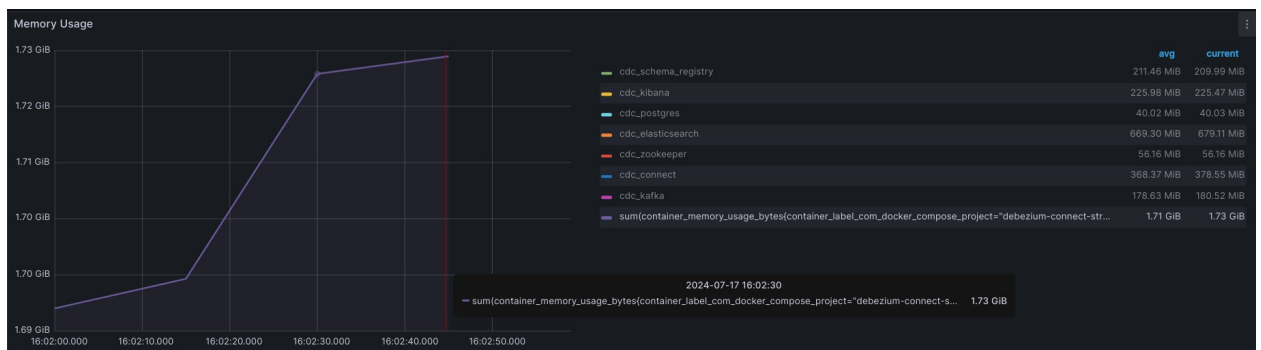 Memory Usage
1.73 GiB
1.72 GiB
1.71 GiB
1.70 GiB
1.70 GiB
1.69 GiB
16:02:00.000 16:02:10.000 16:02:20.000 16:02:30.000 16:02:40.000 16:02:50.000
avg current
cdc_schema_registry 211.46 MiB 209.99 MiB
cdc_kibana 225.98 MiB 225.47 MiB
cdc_postgres 40.02 MiB 40.03 MiB
cdc_elasticsearch 669.30 MiB 679.11 MiB
cdc_zookeeper 56.16 MiB 56.16 MiB
cdc_connect 368.37 MiB 378.55 MiB
cdc_kafka 178.63 MiB 180.52 MiB
sum(container_memory_usage_bytes{container_label_com_docker_compose_project="debezium-connect-str... 1.71 GiB 1.73 GiB
2024-07-17 16:02:30
sum(container_memory_usage_bytes{container_label_com_docker_compose_project="debezium-connect-s... 1.73 GiB